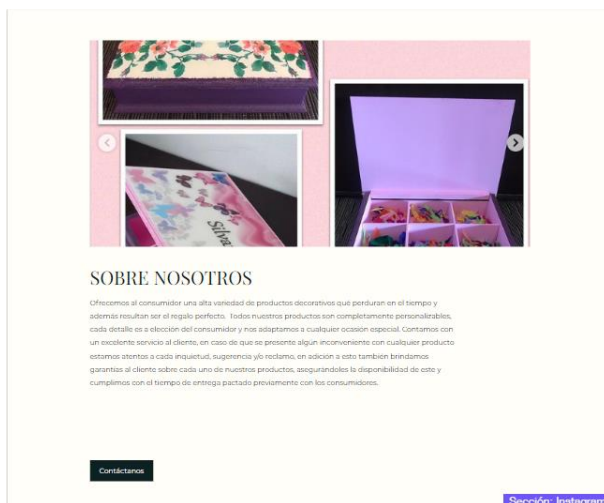 Silva
SOBRE NOSOTROS
Ofrecemos al consumidor una alta variedad de productos decorativos qué perduran en el tiempo y
además resultan ser el regalo perfecto. Todos nuestros productos son completamente personalizables,
cada detalle es a elección del consumidor y nos adaptamos a cualquier ocasión especial. Contamos con
un excelente servicio al cliente, en caso de que se presente algún inconveniente con cualquier producto
estamos atentos a cada inquietud, sugerencia y/o reclamo, en adición a esto tambien brindamos
garantías al cliente sobre cada uno de nuestros productos, asegurándoles la disponibilidad de este y
cumplimos con el tiempo de entrega pactado previamente con los consumidores.
Contáctanos
Sección: Instagram